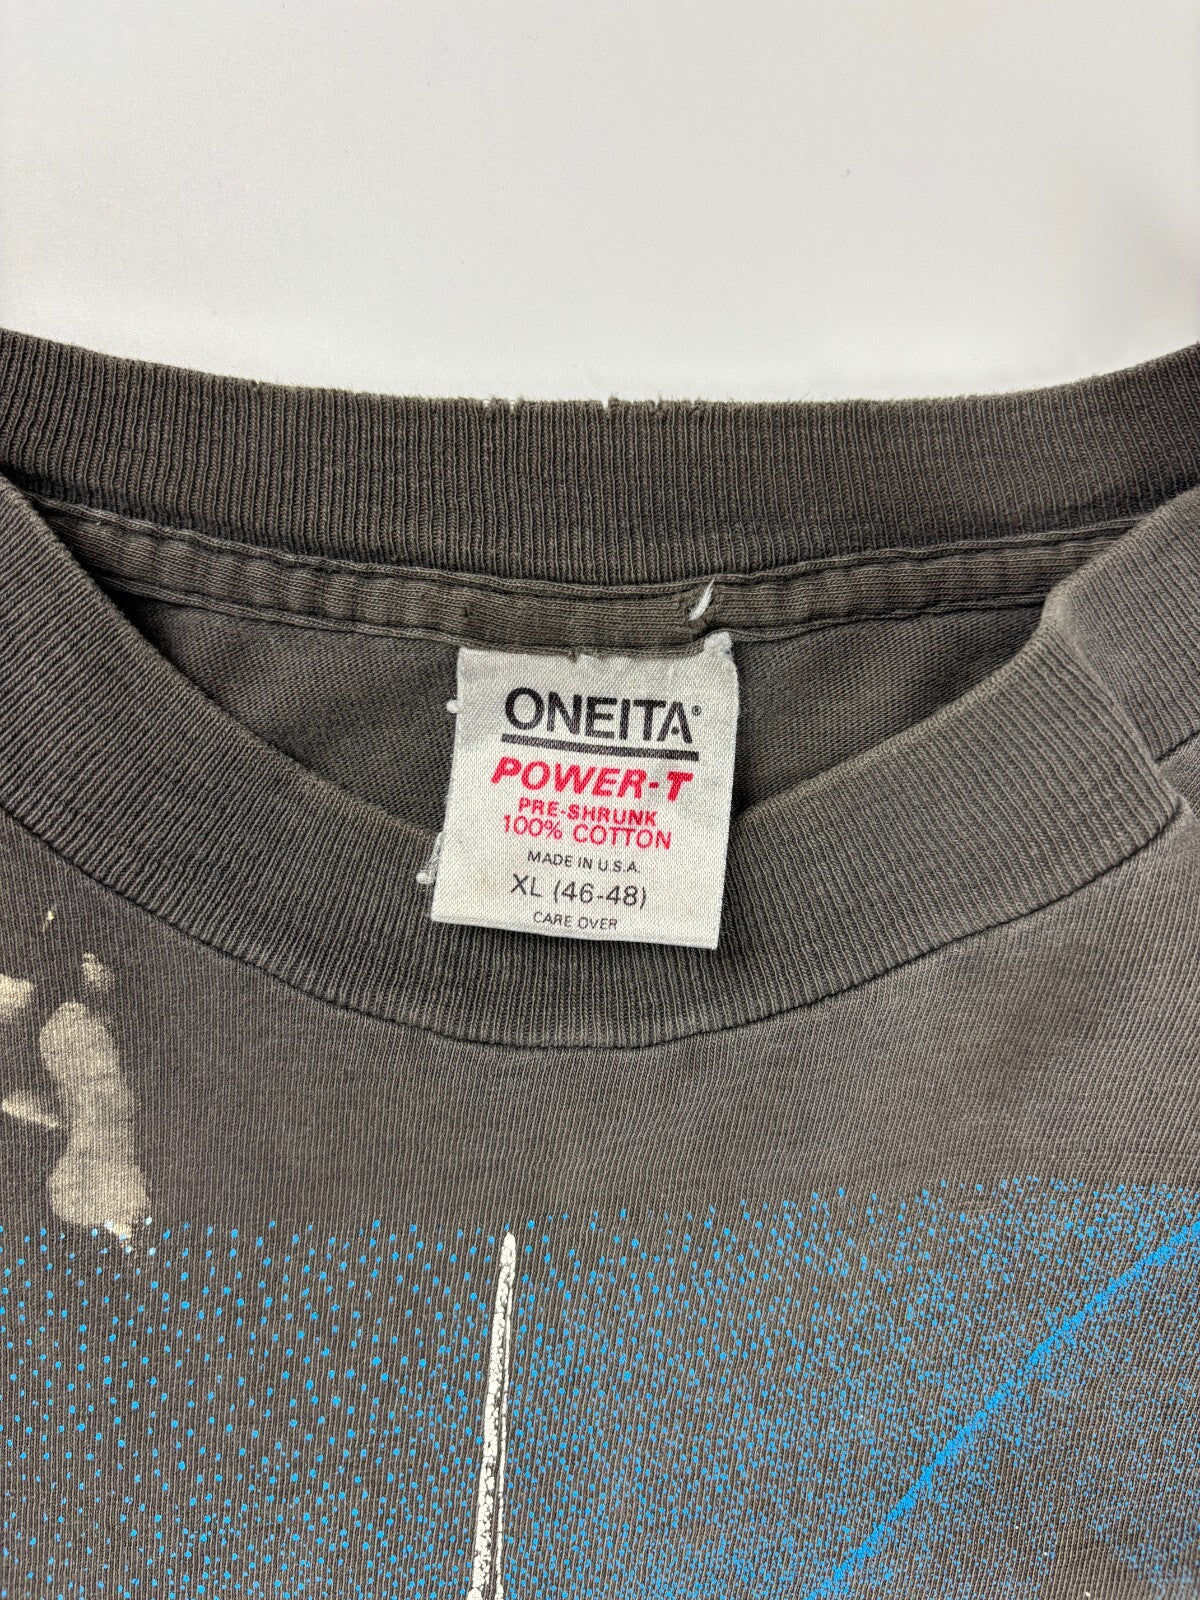 ONEITA®
POWER-T
PRE-SHRUNK
100% COTTON
MADE IN U.S.A.
XL (46-48)
CARE OVER